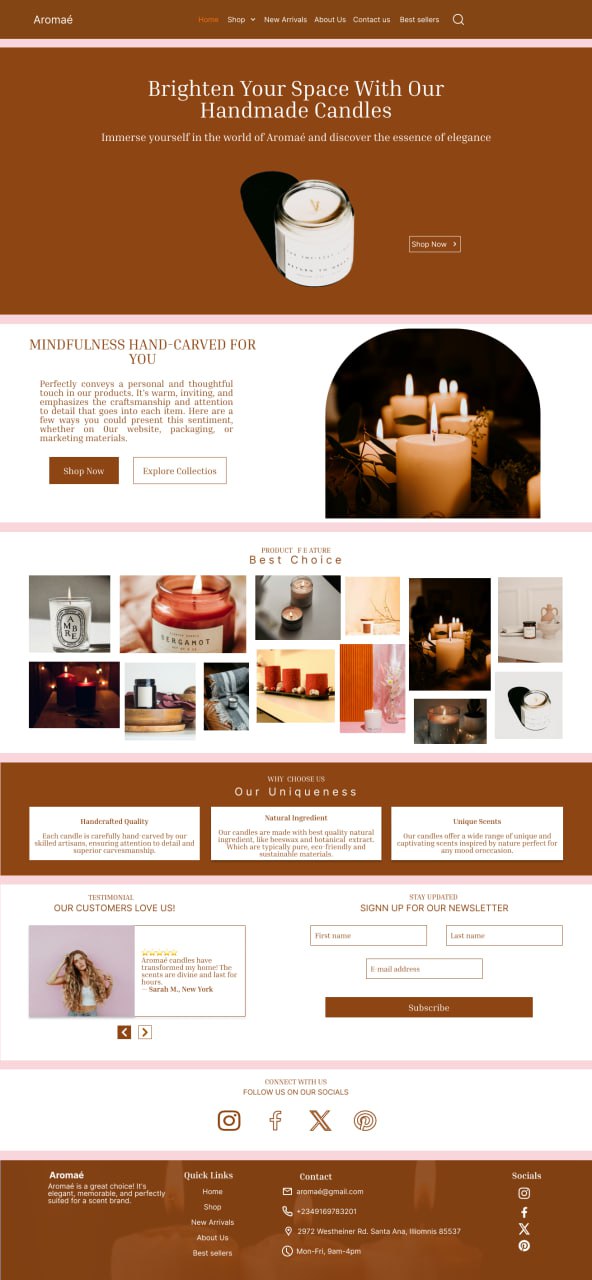 Aromaé
Home Shop New Arrivals About Us Contact us Best sellers
Brighten Your Space With Our
Handmade Candles
Immerse yourself in the world of Aromaé and discover the essence of elegance
Shop Now
MINDFULNESS HAND-CARVED FOR
YOU
Perfectly conveys a personal and thoughtful
touch in our products. It's warm, inviting, and
emphasizes the craftsmanship and attention
to detail that goes into each item. Here are a
few ways you could present this sentiment,
whether on 0ur website, packaging, or
marketing materials.
Shop Now
Explore Collectios
PRODUCT F E ATURE
Best Choice
AMBRE
BERGAMOT
WHY CHOOSE US
Our Uniqueness
Handcrafted Quality
Each candle is carefully hand-carved by our
skilled artisans, ensuring attention to detail and
superior carvesmanship.
Natural Ingredient
Our candles are made with best quality natural
ingredient, like beeswax and botanical extract.
Which are typically pure, eco-friendly and
sustainable materials.
Unique Scents
Our candles offer a wide range of unique and
captivating scents inspired by nature perfect for
any mood oroccasion.
TESTIMONIAL
OUR CUSTOMERS LOVE US!
Aromaé candles have
transformed my home! The
scents are divine and last for
hours.
— Sarah M., New York
STAY UPDATED
SIGNN UP FOR OUR NEWSLETTER
First name
Last name
E-mail address
Subscribe
CONNECT WITH US
FOLLOW US ON OUR SOCIALS
Aromaé
Aromaé is a great choice! It's
elegant, memorable, and perfectly
suited for a scent brand.
Quick Links
Home
Shop
New Arrivals
About Us
Best sellers
Contact
aromaé@gmail.com
+2349169783201
2972 Westheiner Rd. Santa Ana, Illiomnis 85537
Mon-Fri, 9am-4pm
Socials